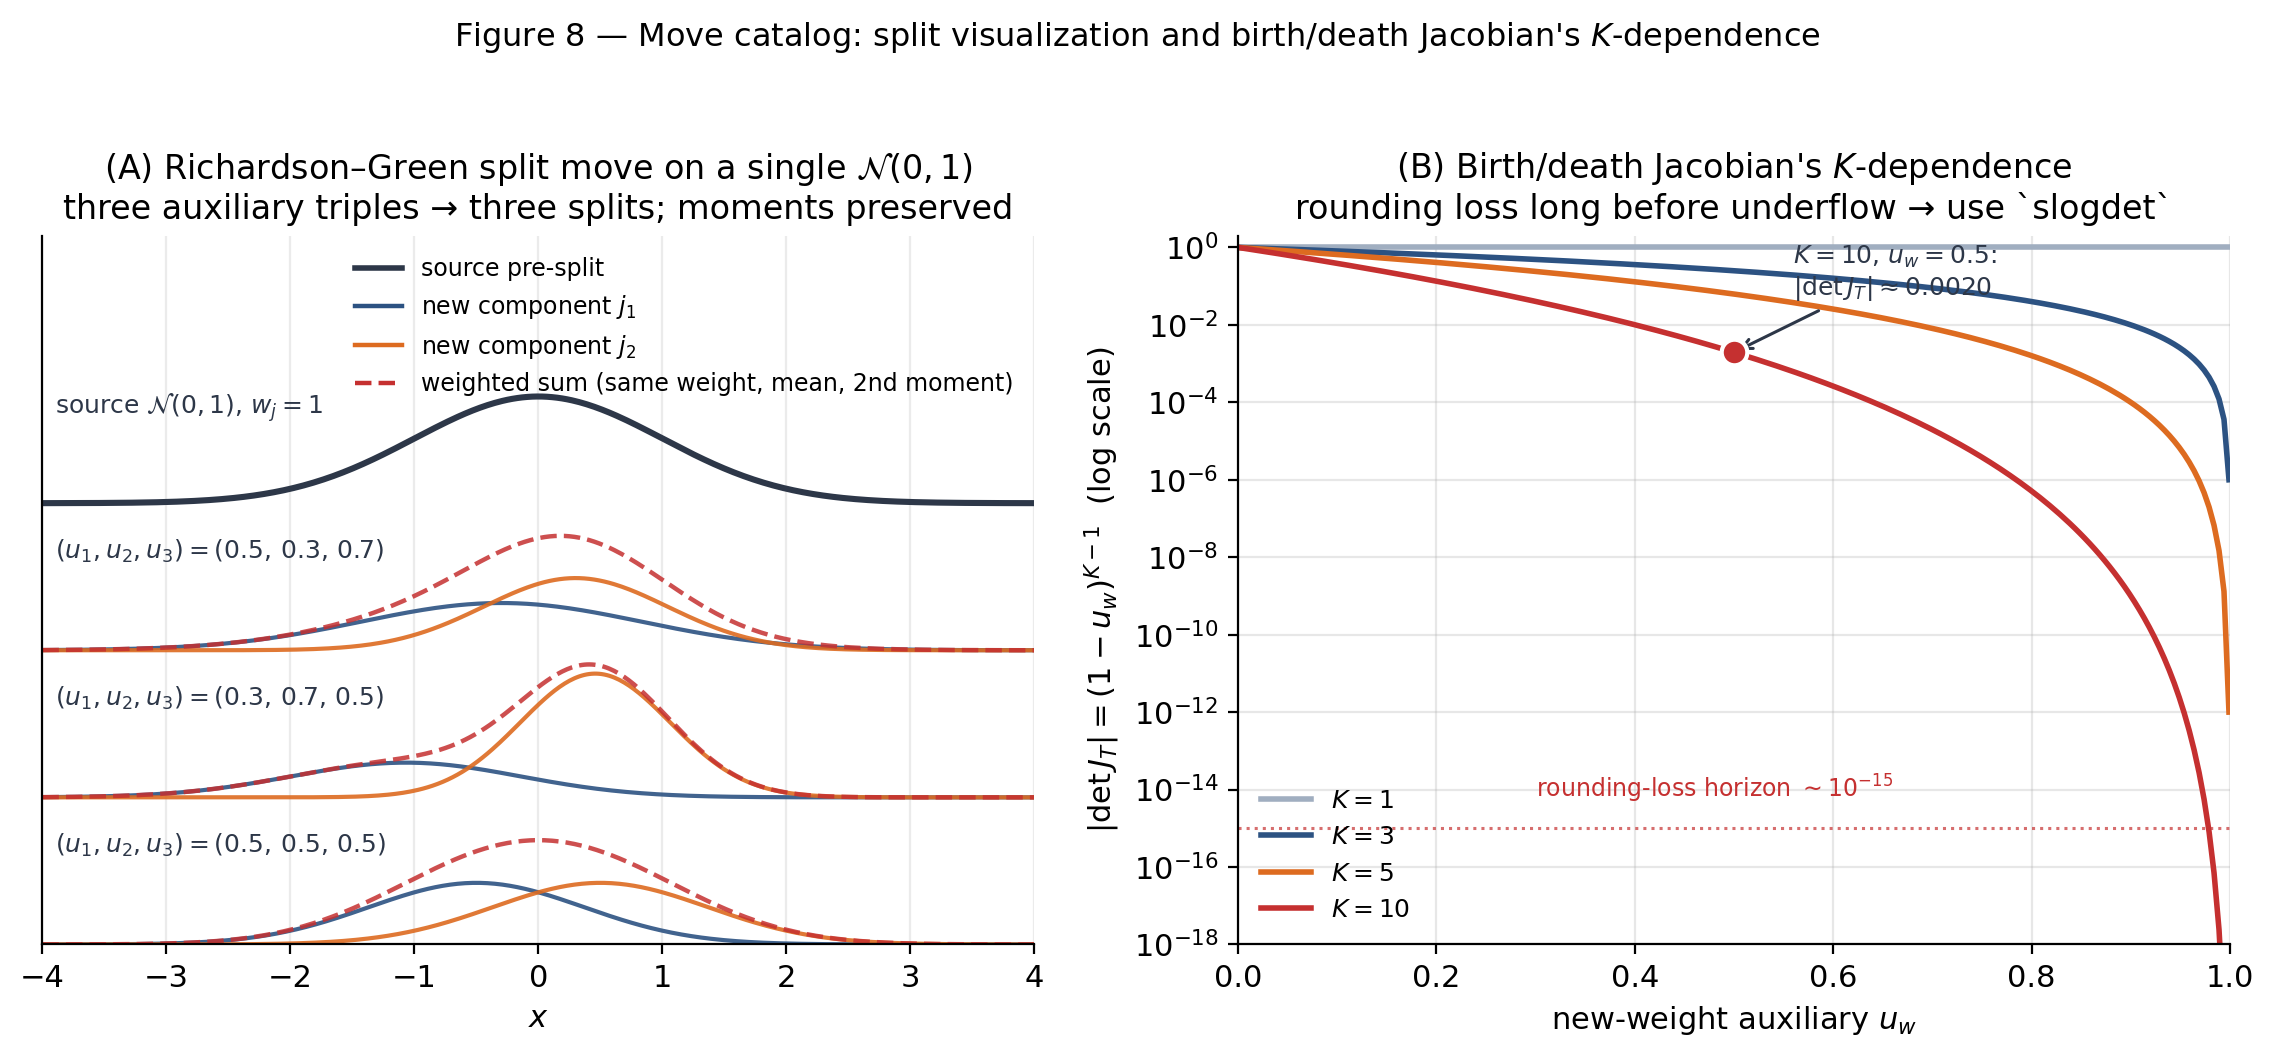 Figure 8 — Move catalog: split visualization and birth/death Jacobian's K-dependence
(A) Richardson–Green split move on a single 𝒩(0, 1)
three auxiliary triples → three splits; moments preserved
source pre-split
new component j₁
new component j₂
weighted sum (same weight, mean, 2nd moment)
source 𝒩(0, 1), wⱼ = 1
(u₁, u₂, u₃) = (0.5, 0.3, 0.7)
(u₁, u₂, u₃) = (0.3, 0.7, 0.5)
(u₁, u₂, u₃) = (0.5, 0.5, 0.5)
−4 −3 −2 −1 0 1 2 3 4
x
(B) Birth/death Jacobian's K-dependence
rounding loss long before underflow → use `slogdet`
|det J_T| = (1 − u_w)^{K−1} (log scale)
10⁰
10⁻²
10⁻⁴
10⁻⁶
10⁻⁸
10⁻¹⁰
10⁻¹²
10⁻¹⁴
10⁻¹⁶
10⁻¹⁸
K = 10, u_w = 0.5:
|det J_T| ≈ 0.0020
rounding-loss horizon ∼10⁻¹⁵
K = 1
K = 3
K = 5
K = 10
0.0 0.2 0.4 0.6 0.8 1.0
new-weight auxiliary u_w